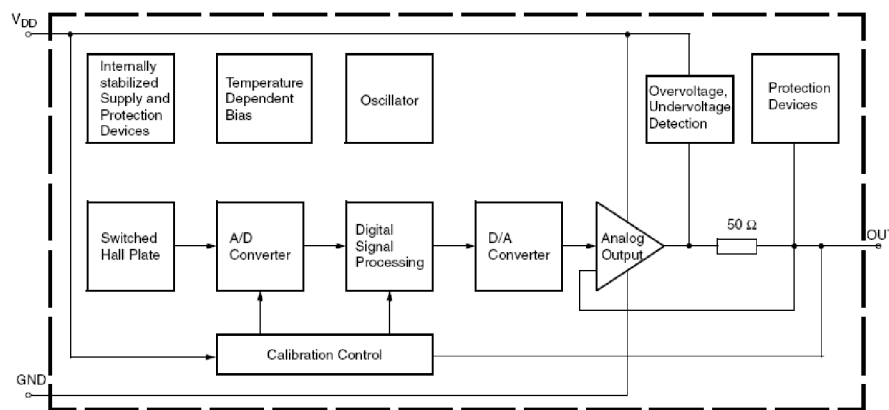 VDD
Internally
stabilized
Supply and
Protection
Devices
Temperature
Dependent
Bias
Oscillator
Overvoltage,
Undervoltage
Detection
Protection
Devices
Switched
Hall Plate
A/D
Converter
Digital
Signal
Processing
D/A
Converter
Analog
Output
50 Ω
OUT
Calibration Control
GND